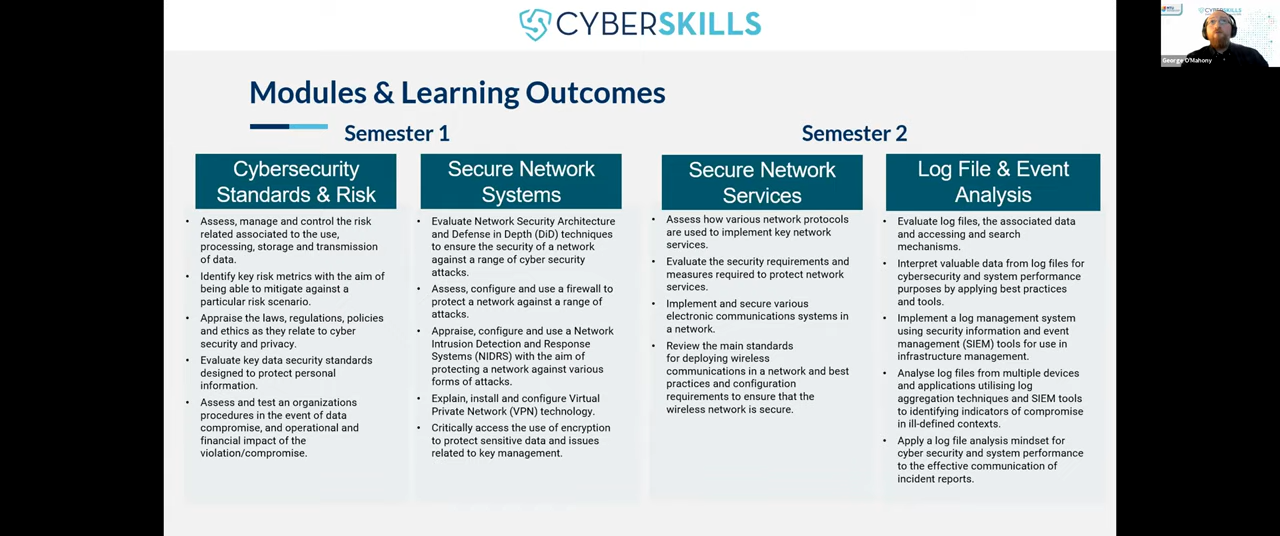 CYBERSKILLS
CYBERSKILLS
George O'Mahony
Modules & Learning Outcomes
Semester 1
Semester 2
Cybersecurity
Standards & Risk
• Assess, manage and control the risk
related associated to the use,
processing, storage and transmission
of data.
• Identify key risk metrics with the aim of
being able to mitigate against a
particular risk scenario.
• Appraise the laws, regulations, policies
and ethics as they relate to cyber
security and privacy.
• Evaluate key data security standards
designed to protect personal
information.
• Assess and test an organizations
procedures in the event of data
compromise, and operational and
financial impact of the
violation/compromise.
Secure Network
Systems
• Evaluate Network Security Architecture
and Defense in Depth (DiD) techniques
to ensure the security of a network
against a range of cyber security
attacks.
• Assess, configure and use a firewall to
protect a network against a range of
attacks.
• Appraise, configure and use a Network
Intrusion Detection and Response
Systems (NIDRS) with the aim of
protecting a network against various
forms of attacks.
• Explain, install and configure Virtual
Private Network (VPN) technology.
• Critically access the use of encryption
to protect sensitive data and issues
related to key management.
Secure Network
Services
• Assess how various network protocols
are used to implement key network
services.
• Evaluate the security requirements and
measures required to protect network
services.
• Implement and secure various
electronic communications systems in
a network.
• Review the main standards
for deploying wireless
communications in a network and best
practices and configuration
requirements to ensure that the
wireless network is secure.
Log File & Event
Analysis
• Evaluate log files, the associated data
and accessing and search
mechanisms.
• Interpret valuable data from log files for
cybersecurity and system performance
purposes by applying best practices
and tools.
• Implement a log management system
using security information and event
management (SIEM) tools for use in
infrastructure management.
• Analyse log files from multiple devices
and applications utilising log
aggregation techniques and SIEM tools
to identifying indicators of compromise
in ill-defined contexts.
• Apply a log file analysis mindset for
cyber security and system performance
to the effective communication of
incident reports.